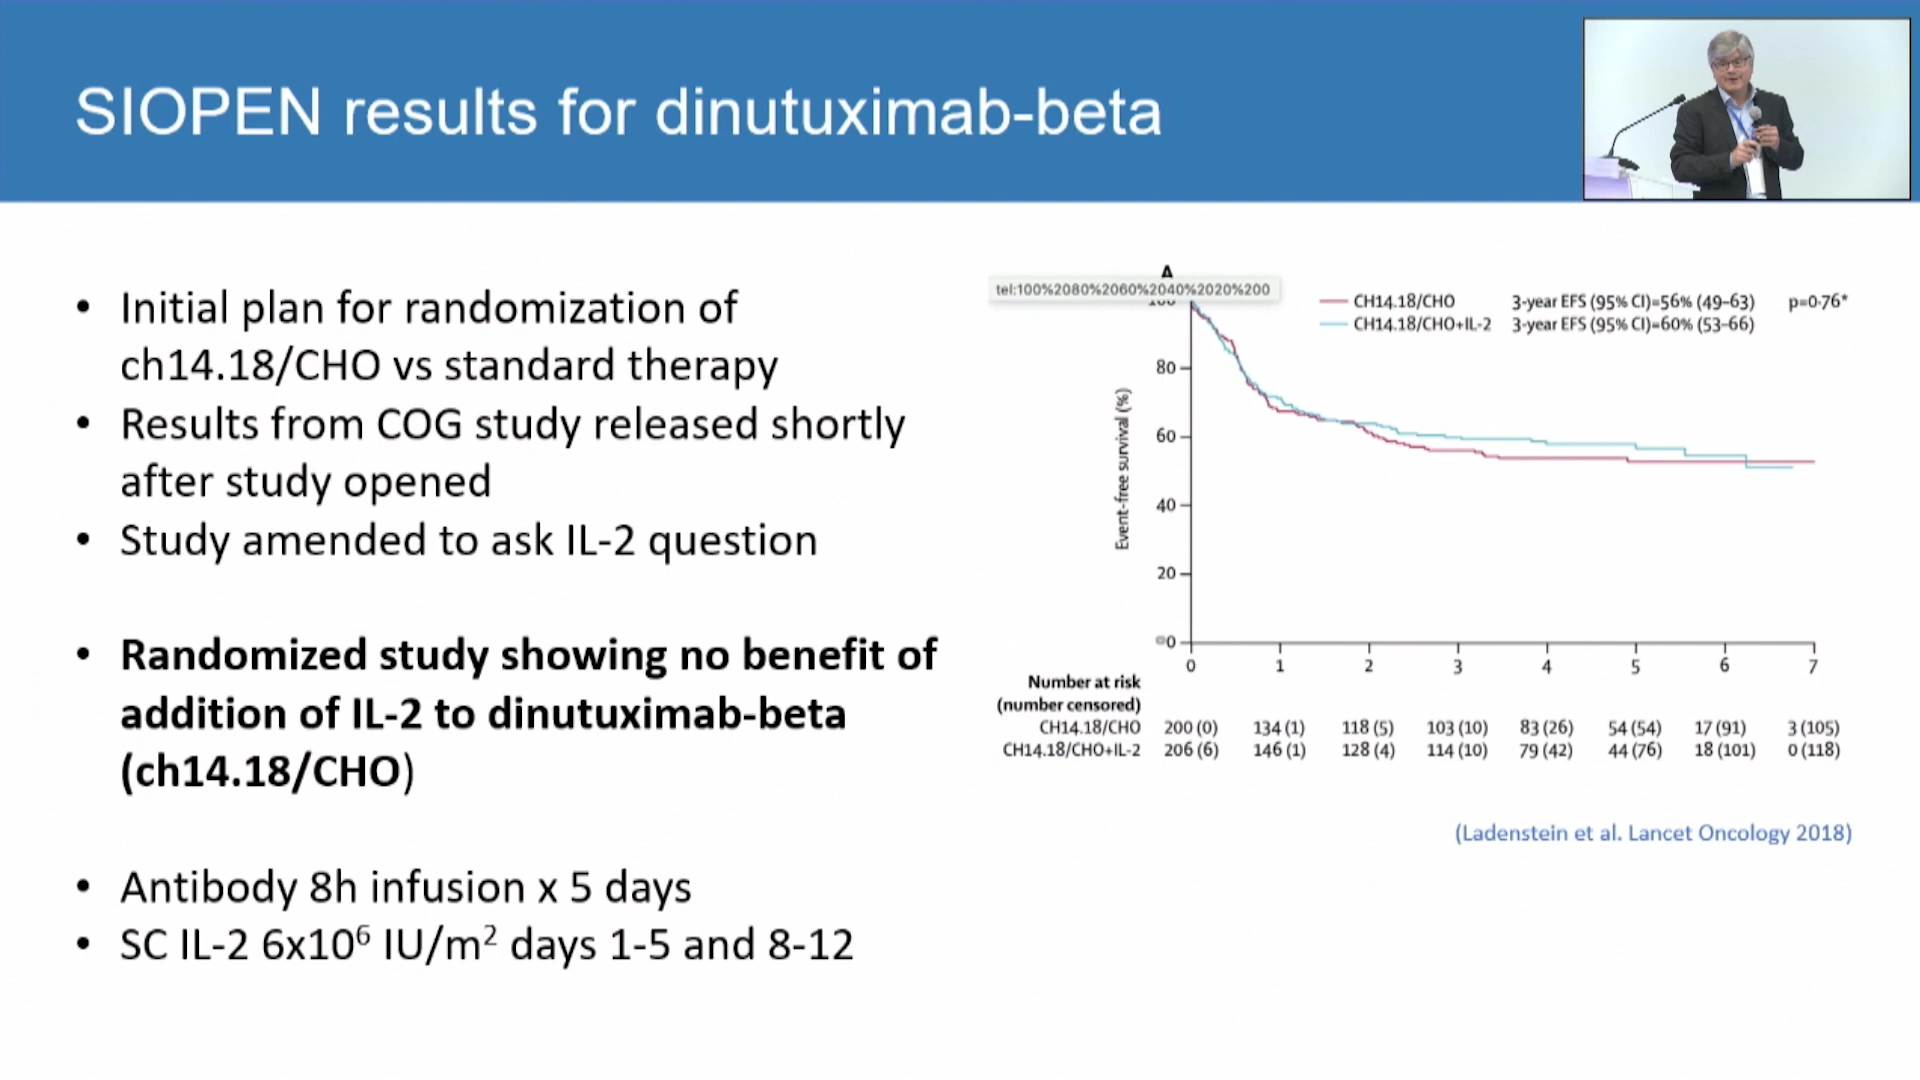 SIOPEN results for dinutuximab-beta
• Initial plan for randomization of
ch14.18/CHO vs standard therapy
• Results from COG study released shortly
after study opened
• Study amended to ask IL-2 question
• Randomized study showing no benefit of
addition of IL-2 to dinutuximab-beta
(ch14.18/CHO)
• Antibody 8h infusion x 5 days
• SC IL-2 6x10⁶ IU/m² days 1-5 and 8-12
A
tel:100%2080%2060%2040%2020%200
CH14.18/CHO 3-year EFS (95% CI)=56% (49–63) p=0·76*
CH14.18/CHO+IL-2 3-year EFS (95% CI)=60% (53–66)
Event-free survival (%)
100
80
60
40
20
0
0 1 2 3 4 5 6 7
Number at risk
(number censored)
CH14.18/CHO 200 (0) 134 (1) 118 (5) 103 (10) 83 (26) 54 (54) 17 (91) 3 (105)
CH14.18/CHO+IL-2 206 (6) 146 (1) 128 (4) 114 (10) 79 (42) 44 (76) 18 (101) 0 (118)
(Ladenstein et al. Lancet Oncology 2018)